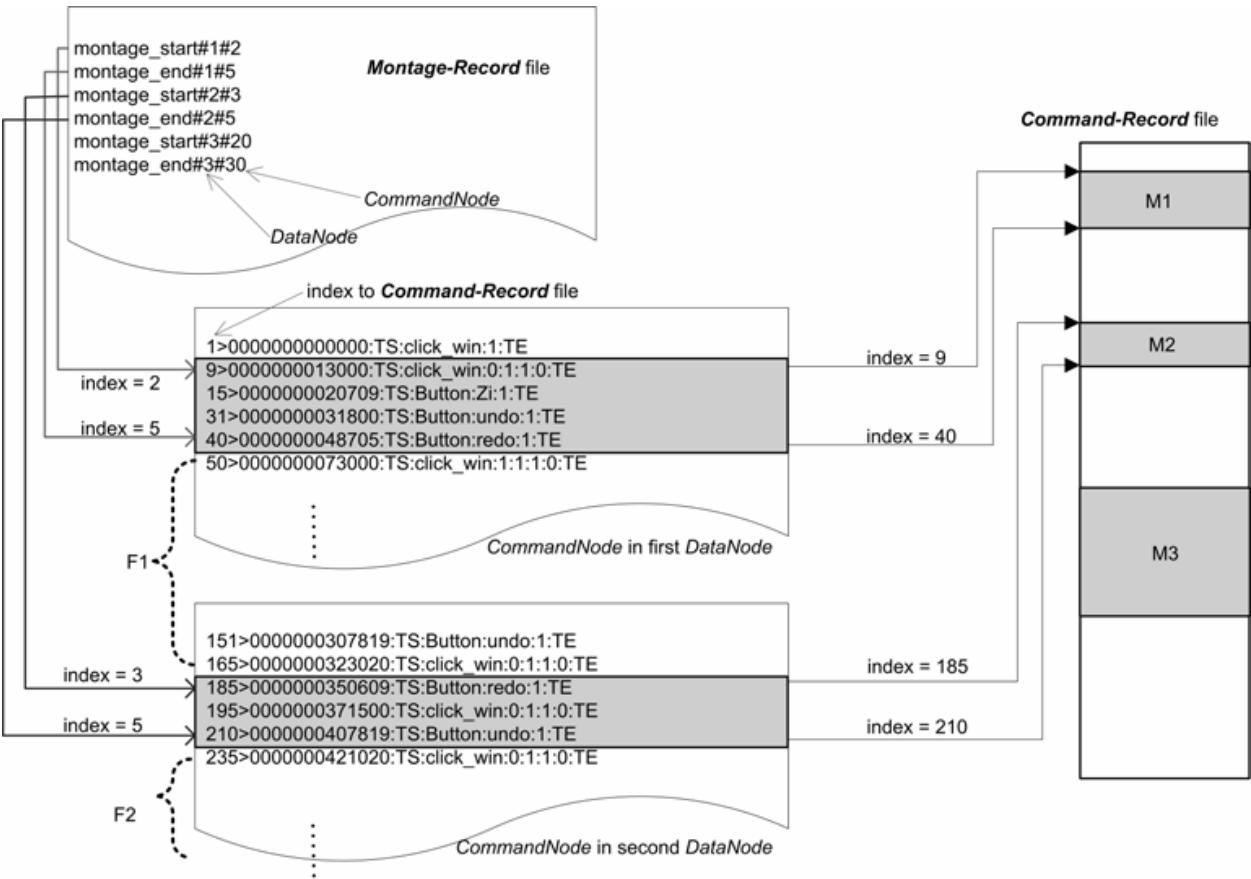 montage_start#1#2
montage_end#1#5
montage_start#2#3
montage_end#2#5
montage_start#3#20
montage_end#3#30
Montage-Record file
CommandNode
DataNode
Command-Record file
M1
M2
M3
index to Command-Record file
1>0000000000000:TS:click_win:1:TE
9>0000000013000:TS:click_win:0:1:1:0:TE
15>0000000020709:TS:Button:Zi:1:TE
31>0000000031800:TS:Button:undo:1:TE
40>0000000048705:TS:Button:redo:1:TE
50>0000000073000:TS:click_win:1:1:1:0:TE
CommandNode in first DataNode
index = 2
index = 5
index = 9
index = 40
F1
151>0000000307819:TS:Button:undo:1:TE
165>0000000323020:TS:click_win:0:1:1:0:TE
185>0000000350609:TS:Button:redo:1:TE
195>0000000371500:TS:click_win:0:1:1:0:TE
210>0000000407819:TS:Button:undo:1:TE
235>0000000421020:TS:click_win:0:1:1:0:TE
CommandNode in second DataNode
index = 3
index = 5
index = 185
index = 210
F2